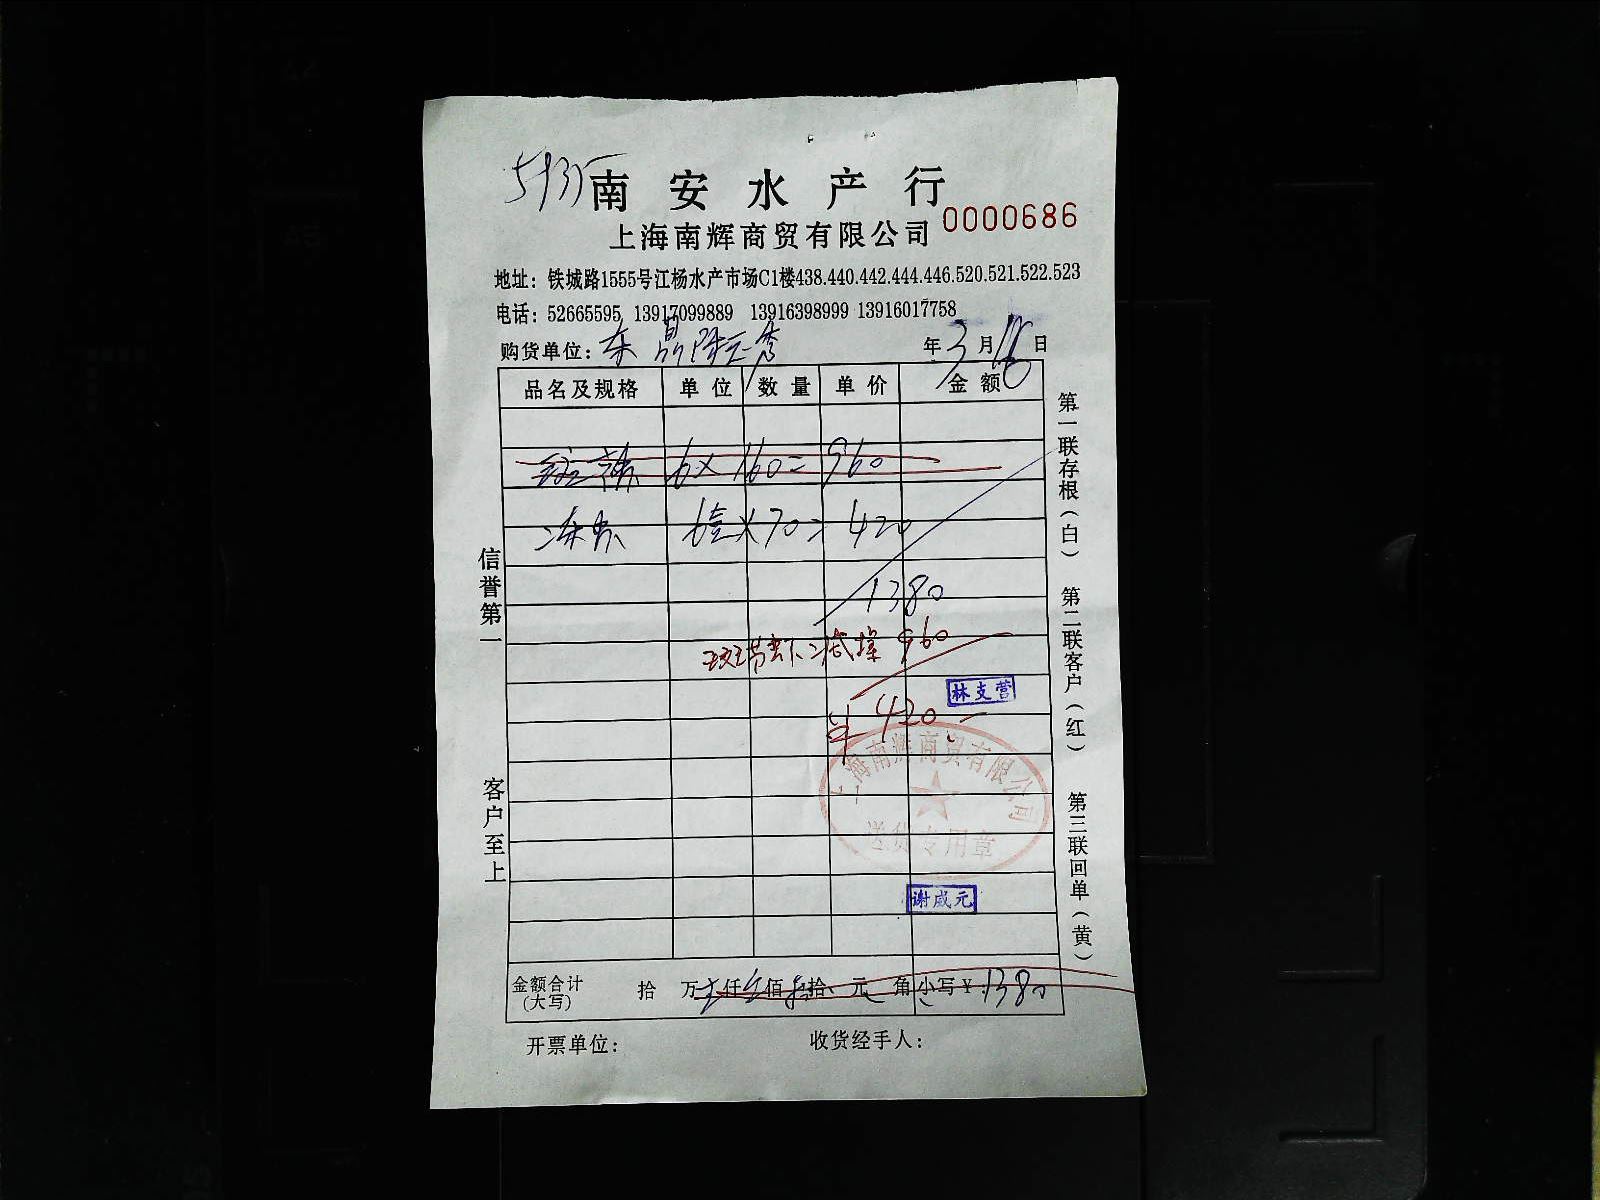 南安水产行
0000686
上海南辉商贸有限公司
地址：铁城路1555号江杨水产市场C1楼438.440.442.444.446.520.521.522.523
电话：52665595 13917099889 13916398999 13916017758
购货单位：东
年3月16日
品名及规格 单位 数量 单价 金额
6× 160= 960
6 ×70= 420
1380
斑节虾 960
林支营
420
上海南辉商贸有限公司
送货专用章
谢威元
金额合计
(大写)
拾 万 仟 佰 拾 元 角 小写￥1380
开票单位：
收货经手人：
信誉第一
客户至上
第一联存根（白）
第二联客户（红）
第三联回单（黄）